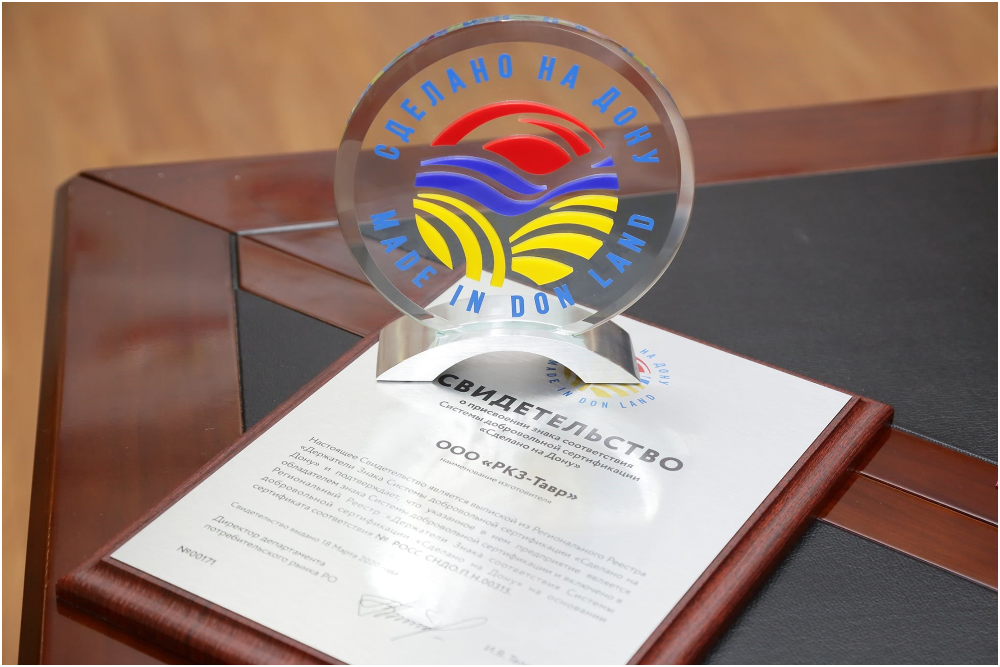 СДЕЛАНО НА ДОНУ
MADE IN DON LAND
НА ДОНУ
MADE IN DON LAND
СВИДЕТЕЛЬСТВО
о присвоении знака соответствия
Системы добровольной сертификации
«Сделано на Дону»
ООО «РКЗ-Тавр»
наименование изготовителя
Настоящее Свидетельство является выпиской из Регионального Реестра
«Держатели Знака Системы добровольной сертификации «Сделано на
Дону» и подтверждает, что указанное в нем предприятие является
обладателем знака Системы добровольной сертификации и включено в
Региональный Реестр «Держатели Знака соответствия Системы
добровольной сертификации «Сделано на Дону» на основании
сертификата соответствия № РОСС СНДО.П.Н.00315.
Свидетельство выдано 18 Марта 2020 года
Директор департамента
потребительского рынка РО
И.В.
№00171